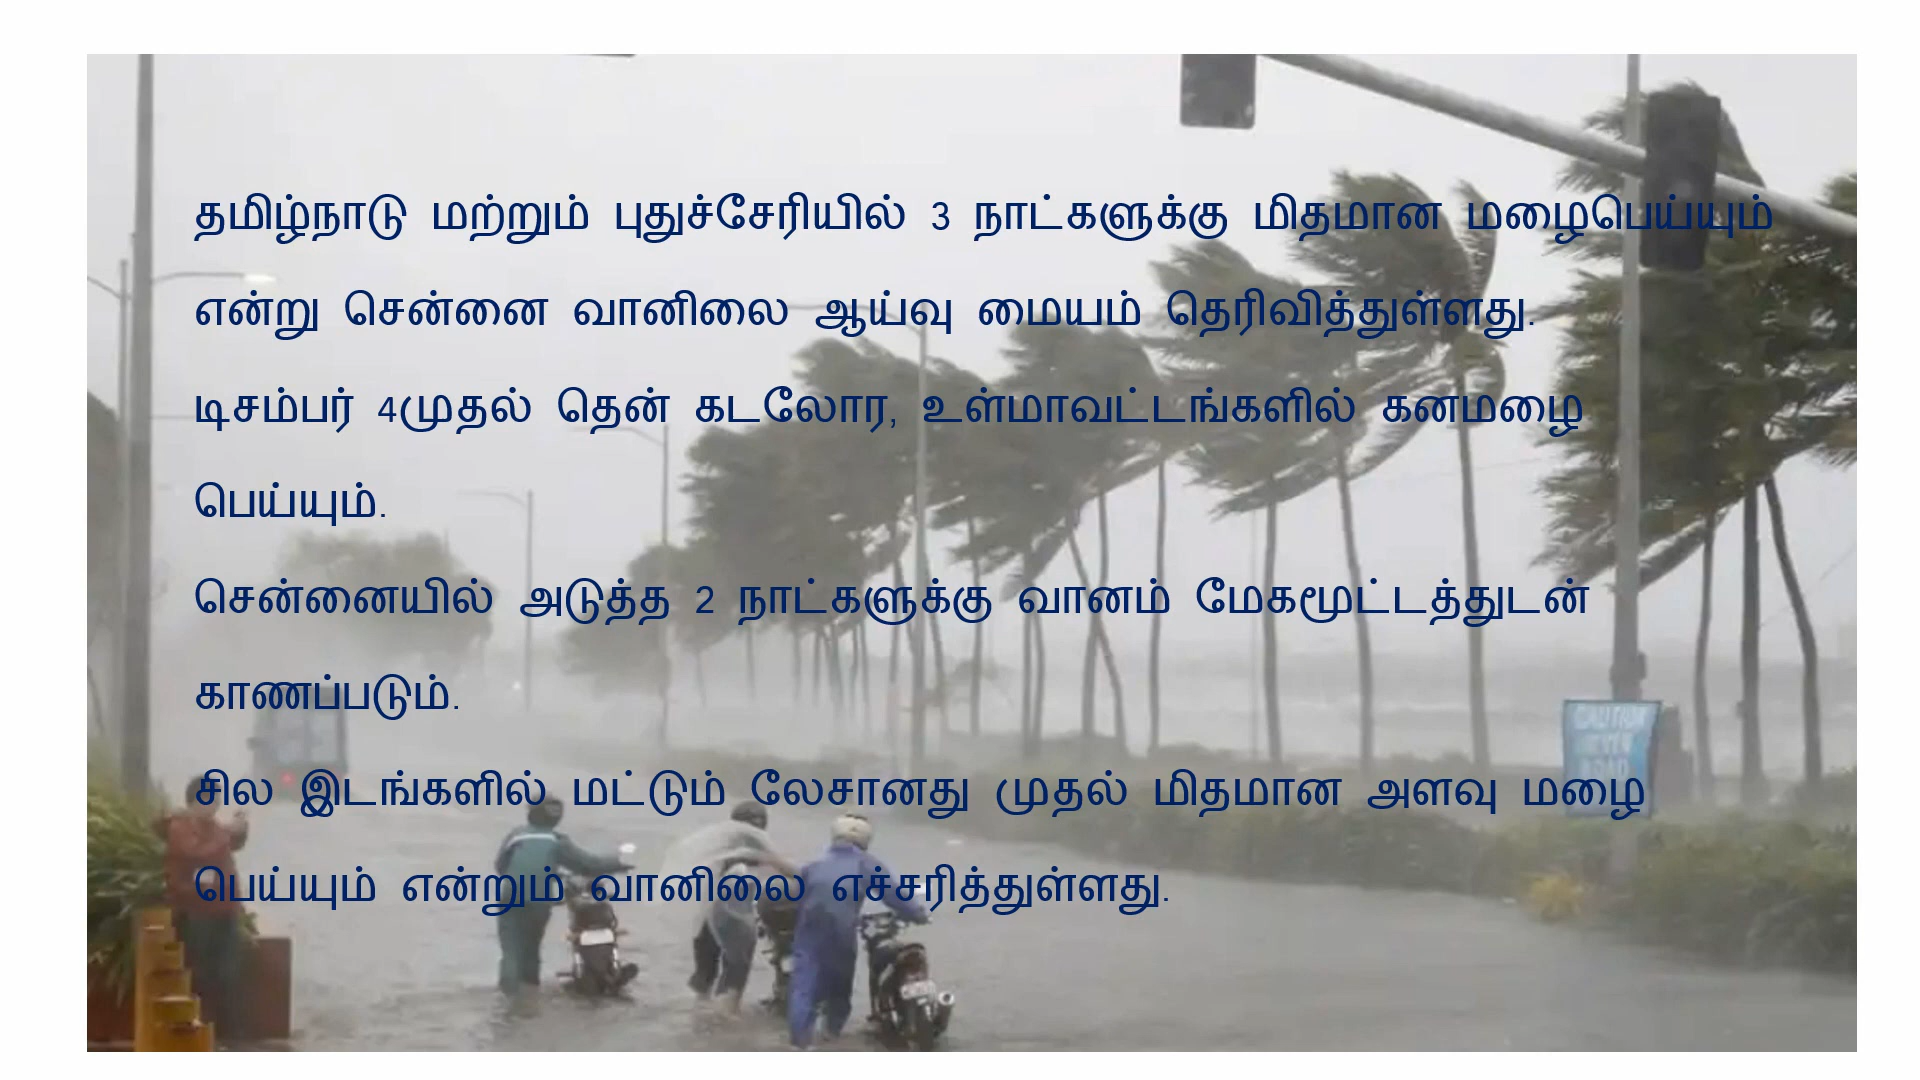 தமிழ்நாடு மற்றும் புதுச்சேரியில் 3 நாட்களுக்கு மிதமான மழைபெய்யும்
என்று சென்னை வானிலை ஆய்வு மையம் தெரிவித்துள்ளது.
டிசம்பர் 4முதல் தென் கடலோர, உள்மாவட்டங்களில் கனமழை
பெய்யும்.
சென்னையில் அடுத்த 2 நாட்களுக்கு வானம் மேகமூட்டத்துடன்
காணப்படும்.
CAUTION
சில இடங்களில் மட்டும் லேசானது முதல் மிதமான அளவு மழை
பெய்யும் என்றும் வானிலை எச்சரித்துள்ளது.